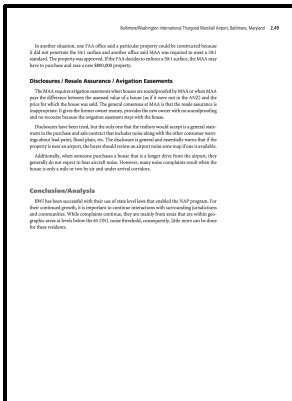 Baltimore/Washington International Thurgood Marshall Airport, Baltimore, Maryland 2.49
In another situation, one FAA office said a particular property could be constructed because
it did not penetrate the 34:1 surface and another office said MAA was required to meet a 50:1
standard. The property was approved. If the FAA decides to enforce a 50:1 surface, the MAA may
have to purchase and raze a new $800,000 property.
Disclosures / Resale Assurance / Avigation Easements
The MAA requires avigation easements when houses are soundproofed by MAA or when MAA
pays the difference between the assessed value of a house (as if it were not in the ANZ) and the
price for which the house was sold. The general consensus at MAA is that the resale assurance is
inappropriate. It gives the former owner money, provides the new owner with no soundproofing
and no recourse because the avigation easement stays with the house.
Disclosures have been tried, but the only one that the realtors would accept is a general state-
ment in the purchase and sale contract that includes noise along with the other consumer warn-
ings about lead paint, flood plain, etc. The disclosure is general and essentially warns that if the
property is near an airport, the buyer should review an airport noise zone map if one is available.
Additionally, when someone purchases a house that is a longer drive from the airport, they
generally do not expect to hear aircraft noise. However, many noise complaints result when the
house is only a mile or two by air and under arrival corridors.
Conclusion/Analysis
BWI has been successful with their use of state level laws that enabled the NAP program. For
their continued growth, it is important to continue interactions with surrounding jurisdictions
and communities. While complaints continue, they are mainly from areas that are within geo-
graphic areas at levels below the 65 DNL noise threshold, consequently, little more can be done
for these residents.